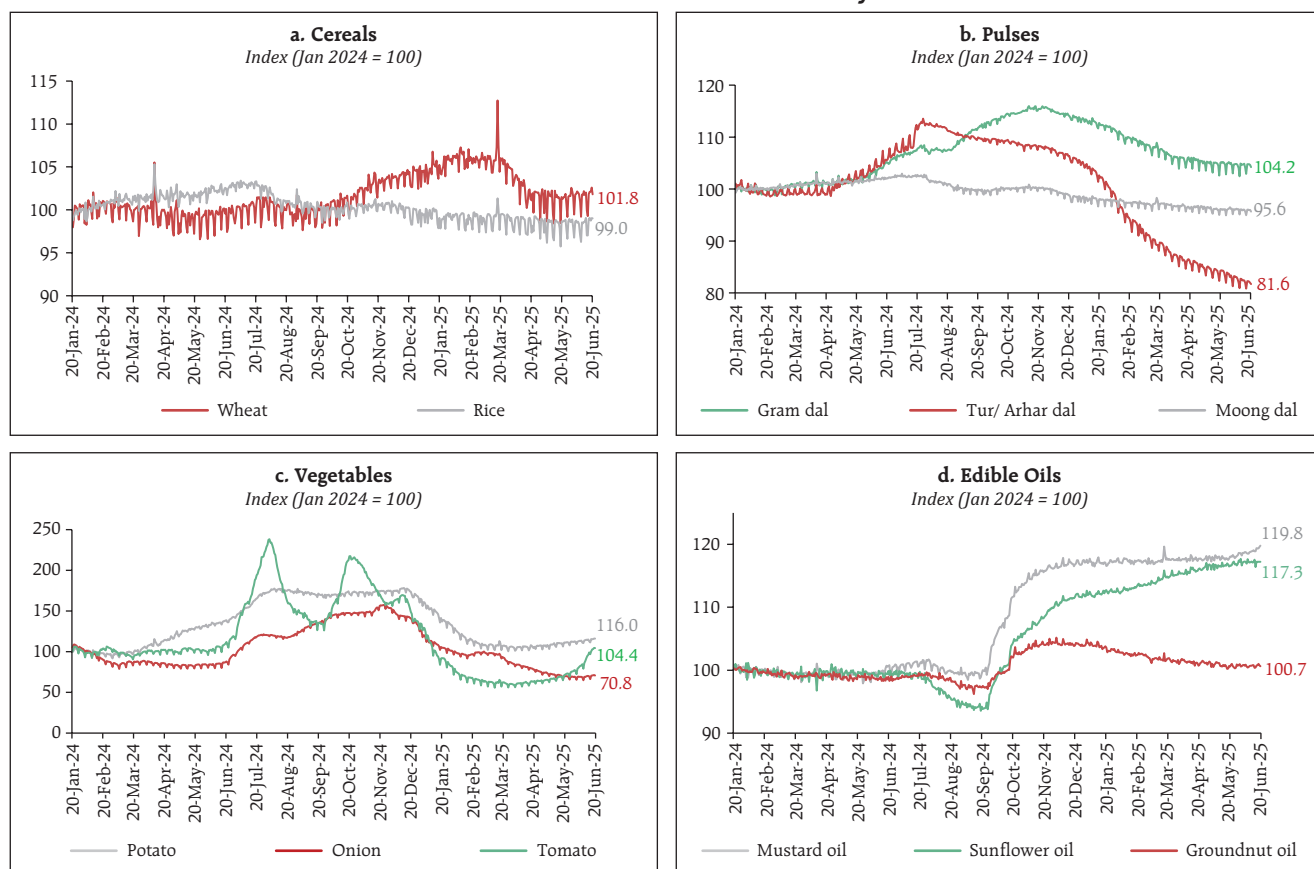 a. Cereals
Index (Jan 2024 = 100)
115
110
105
100
95
90
101.8
99.0
20-Jan-24
20-Feb-24
20-Mar-24
20-Apr-24
20-May-24
20-Jun-24
20-Jul-24
20-Aug-24
20-Sep-24
20-Oct-24
20-Nov-24
20-Dec-24
20-Jan-25
20-Feb-25
20-Mar-25
20-Apr-25
20-May-25
20-Jun-25
Wheat Rice
b. Pulses
Index (Jan 2024 = 100)
120
110
100
90
80
104.2
95.6
81.6
20-Jan-24
20-Feb-24
20-Mar-24
20-Apr-24
20-May-24
20-Jun-24
20-Jul-24
20-Aug-24
20-Sep-24
20-Oct-24
20-Nov-24
20-Dec-24
20-Jan-25
20-Feb-25
20-Mar-25
20-Apr-25
20-May-25
20-Jun-25
Gram dal Tur/ Arhar dal Moong dal
c. Vegetables
Index (Jan 2024 = 100)
250
200
150
100
50
0
116.0
104.4
70.8
20-Jan-24
20-Feb-24
20-Mar-24
20-Apr-24
20-May-24
20-Jun-24
20-Jul-24
20-Aug-24
20-Sep-24
20-Oct-24
20-Nov-24
20-Dec-24
20-Jan-25
20-Feb-25
20-Mar-25
20-Apr-25
20-May-25
20-Jun-25
Potato Onion Tomato
d. Edible Oils
Index (Jan 2024 = 100)
120
110
100
90
119.8
117.3
100.7
20-Jan-24
20-Feb-24
20-Mar-24
20-Apr-24
20-May-24
20-Jun-24
20-Jul-24
20-Aug-24
20-Sep-24
20-Oct-24
20-Nov-24
20-Dec-24
20-Jan-25
20-Feb-25
20-Mar-25
20-Apr-25
20-May-25
20-Jun-25
Mustard oil Sunflower oil Groundnut oil